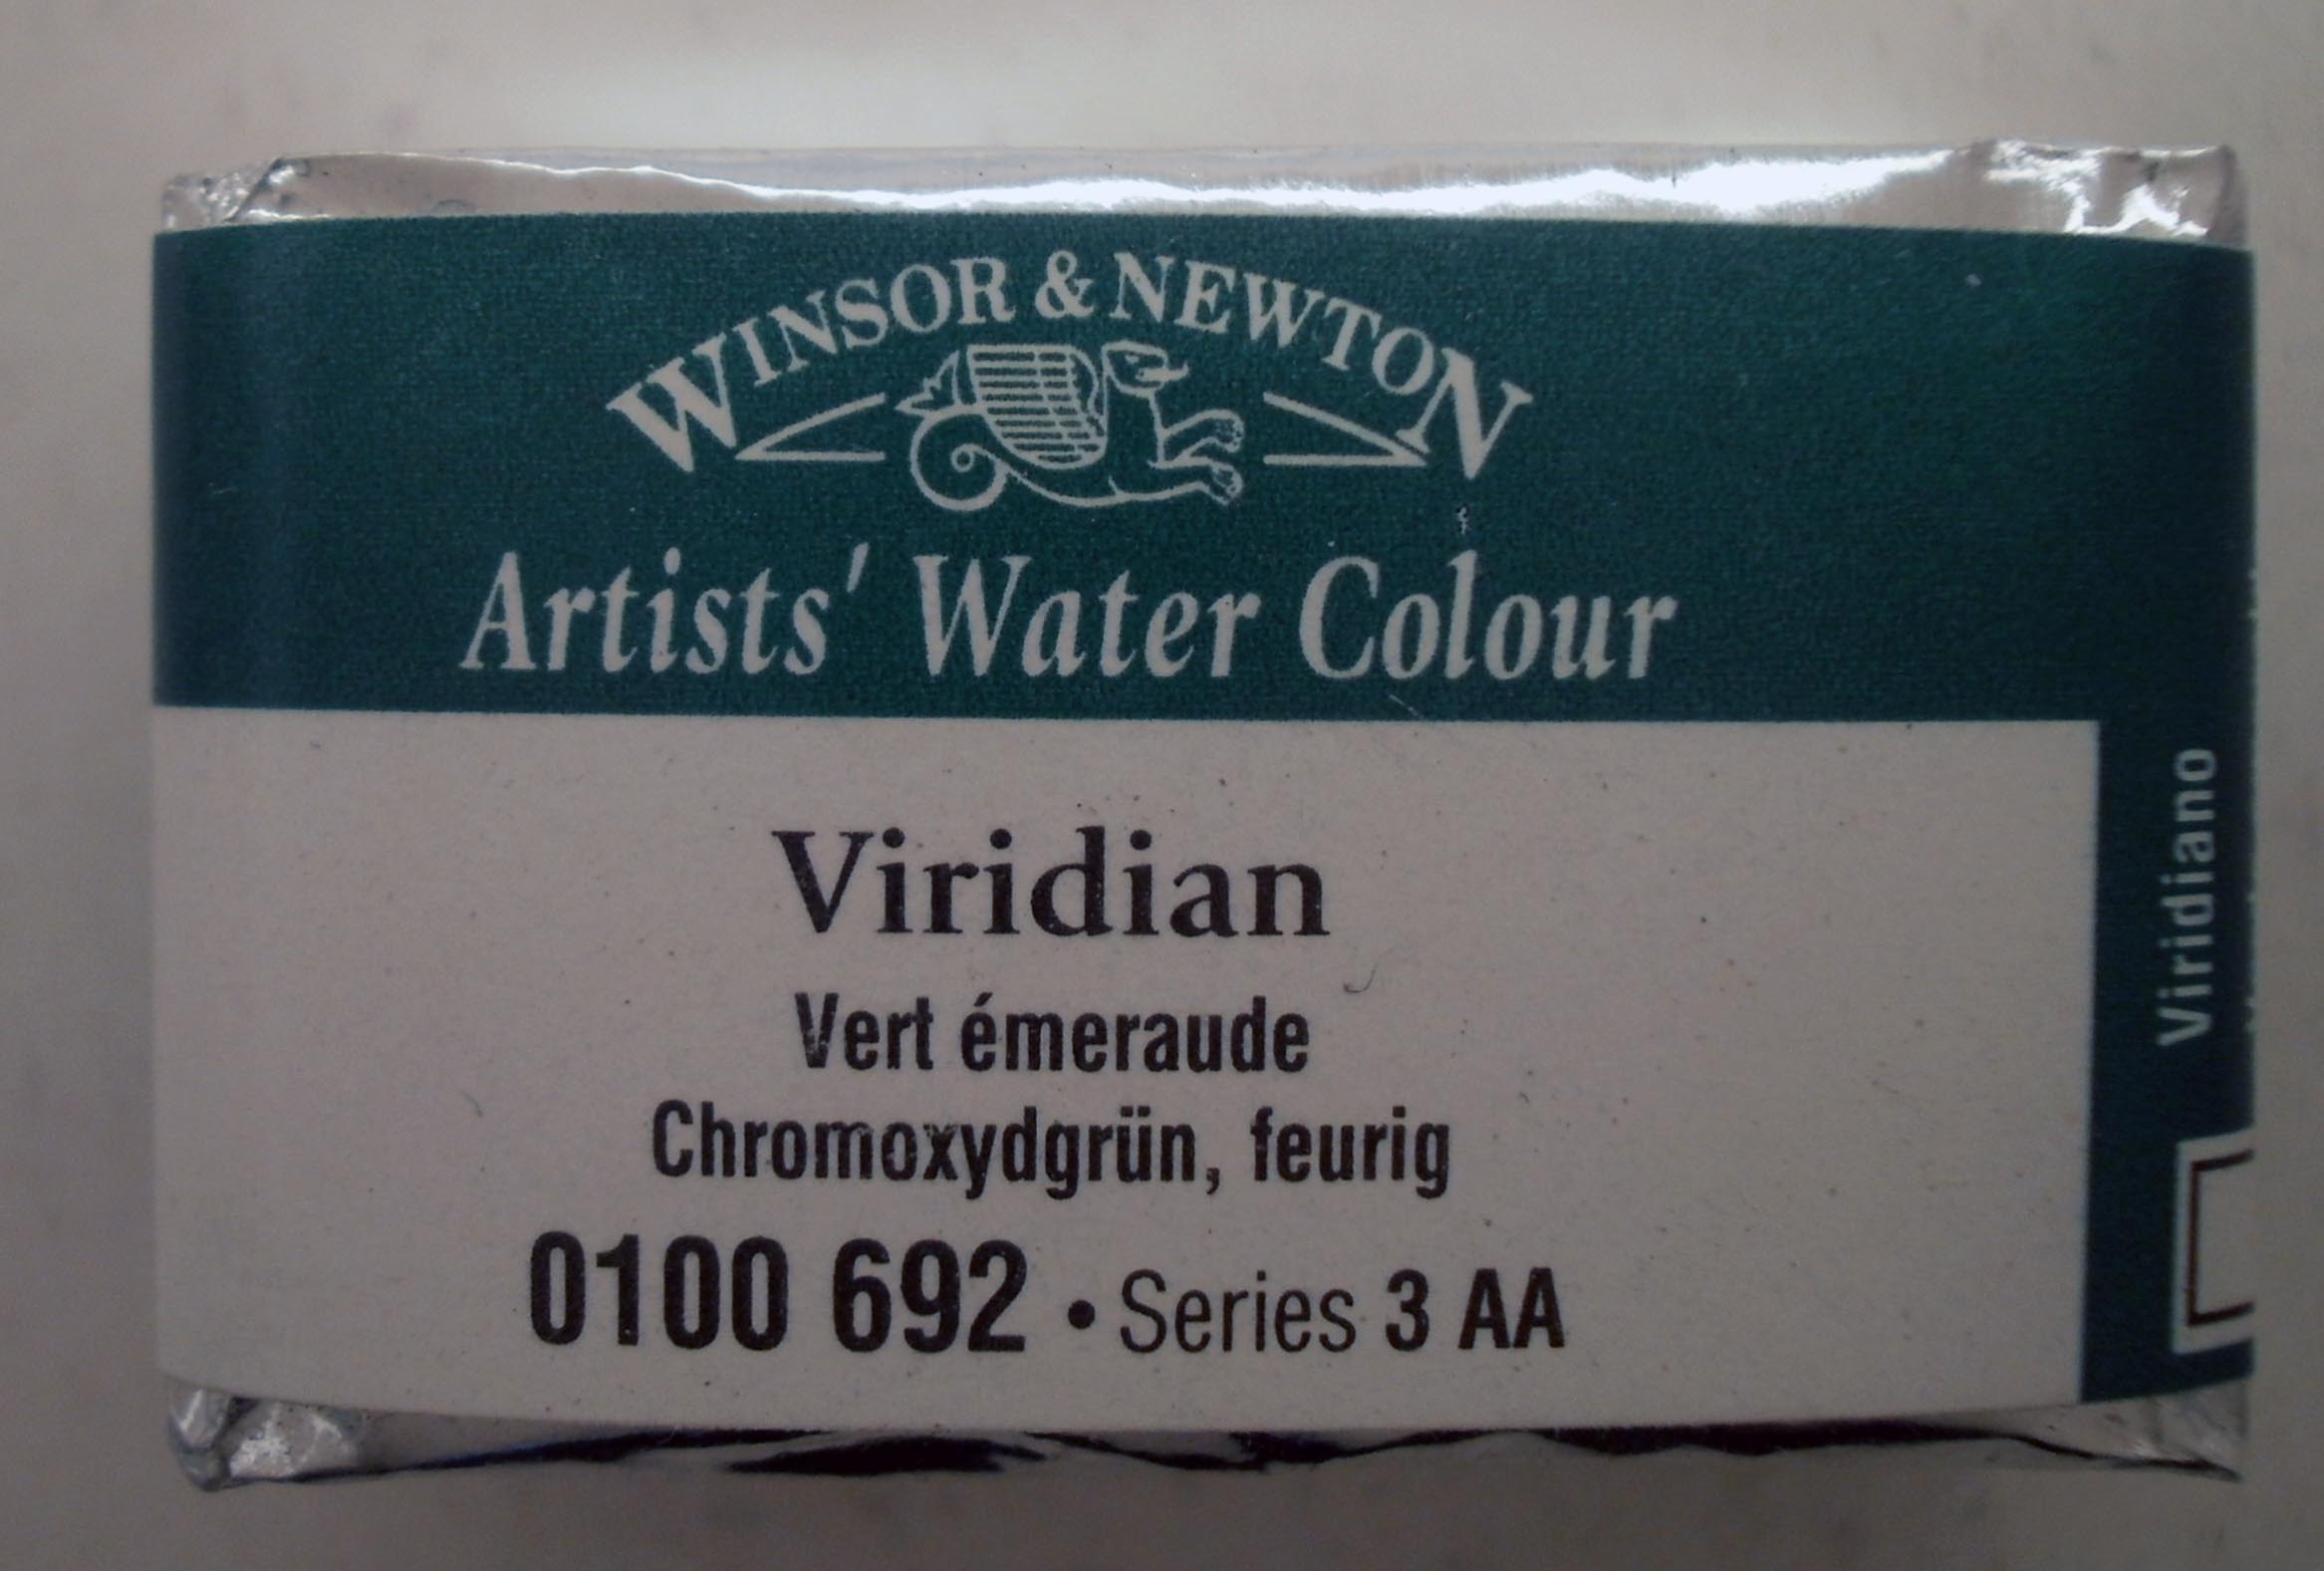 WINSOR & NEWTON
Artists' Water Colour
Viridian
Vert émeraude
Chromoxydgrün, feurig
0100 692 • Series 3 AA
Viridiano